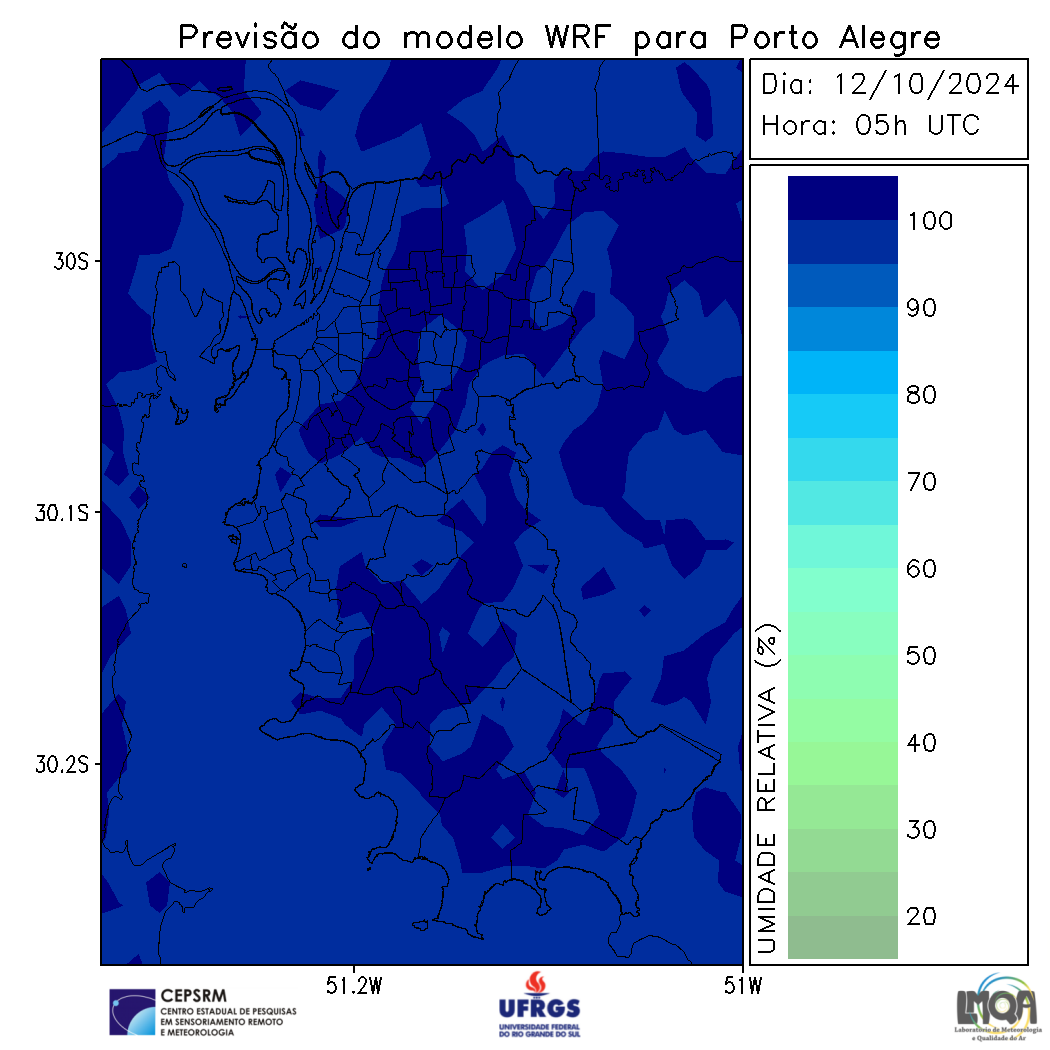 Previsão do modelo WRF para Porto Alegre
Dia: 12/10/2024
Hora: 05h UTC
30S
30.1S
30.2S
51.2W
51W
100
90
80
70
60
50
40
30
20
UMIDADE RELATIVA (%)
CEPSRM
CENTRO ESTADUAL DE PESQUISAS
EM SENSORIAMENTO REMOTO
E METEOROLOGIA
UFRGS
UNIVERSIDADE FEDERAL
DO RIO GRANDE DO SUL
LMQA
Laboratório de Meteorologia
e Qualidade do Ar